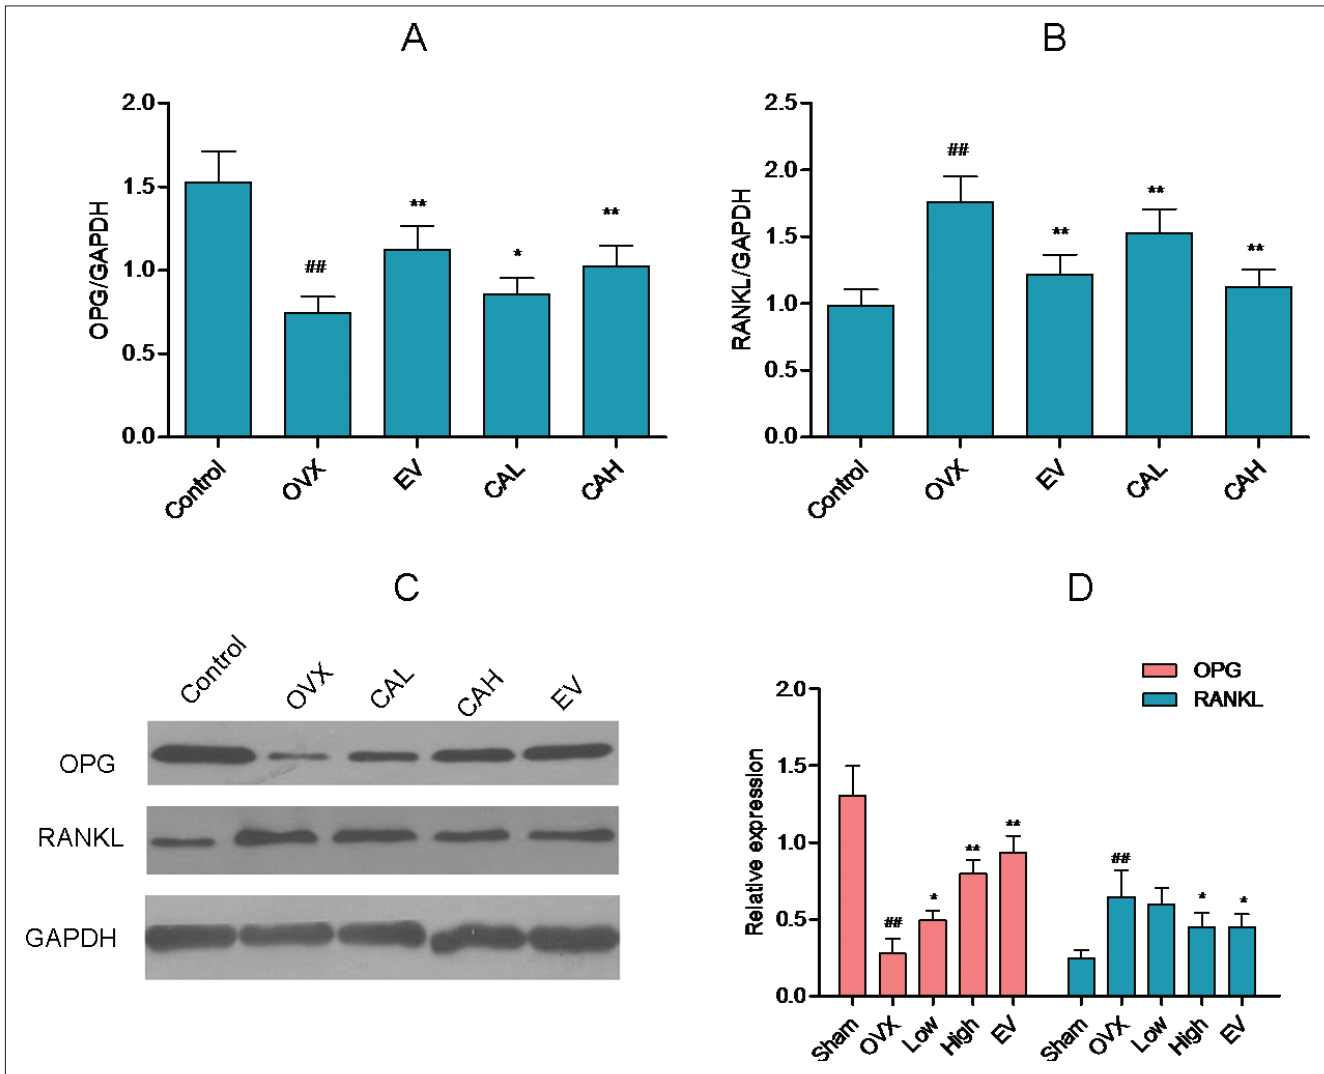 A
OPG/GAPDH
2.0
1.5
1.0
0.5
0.0
##
**
*
**
Control
OVX
EV
CAL
CAH
B
RANKL/GAPDH
2.5
2.0
1.5
1.0
0.5
0.0
##
**
**
**
Control
OVX
EV
CAL
CAH
C
Control
OVX
CAL
CAH
EV
OPG
RANKL
GAPDH
D
OPG
RANKL
Relative expression
2.0
1.5
1.0
0.5
0.0
##
*
**
**
##
*
*
Sham
OVX
Low
High
EV
Sham
OVX
Low
High
EV